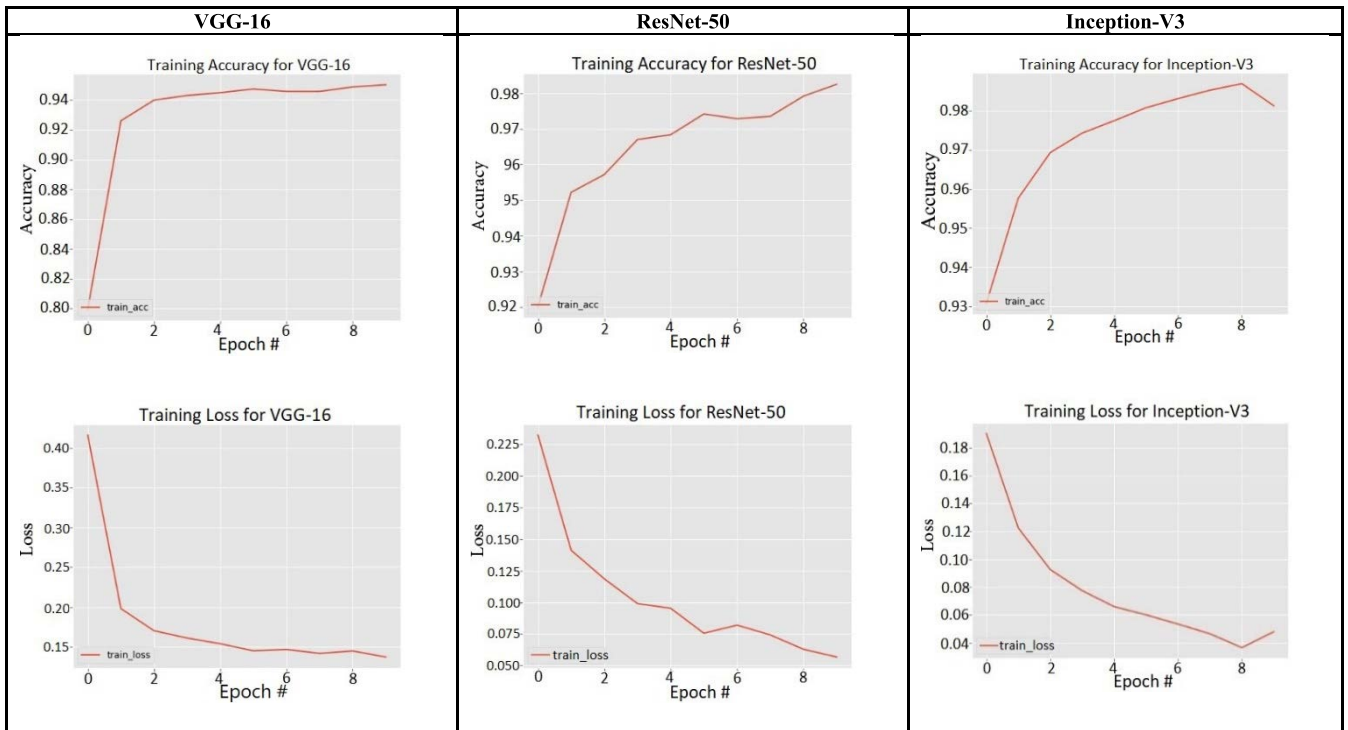 VGG-16
ResNet-50
Inception-V3
Training Accuracy for VGG-16
Accuracy
0.94
0.92
0.90
0.88
0.86
0.84
0.82
0.80
train_acc
0 2 4 6 8
Epoch #
Training Accuracy for ResNet-50
Accuracy
0.98
0.97
96
95
0.94
0.93
0.92
train_acc
0 2 4 6 8
Epoch #
Training Accuracy for Inception-V3
Accuracy
0.98
0.97
0.96
0.95
0.94
0.93
train_acc
0 2 4 6 8
Epoch #
Training Loss for VGG-16
Loss
0.40
0.35
0.30
0.25
0.20
0.15
train_loss
0 2 4 6 8
Epoch #
Training Loss for ResNet-50
Loss
0.225
0.200
0.175
0.150
0.125
0.100
0.075
0.050
train_loss
0 2 4 6 8
Epoch #
Training Loss for Inception-V3
Loss
0.18
0.16
0.14
0.12
0.10
0.08
0.06
0.04
train_loss
0 2 4 6 8
Epoch #